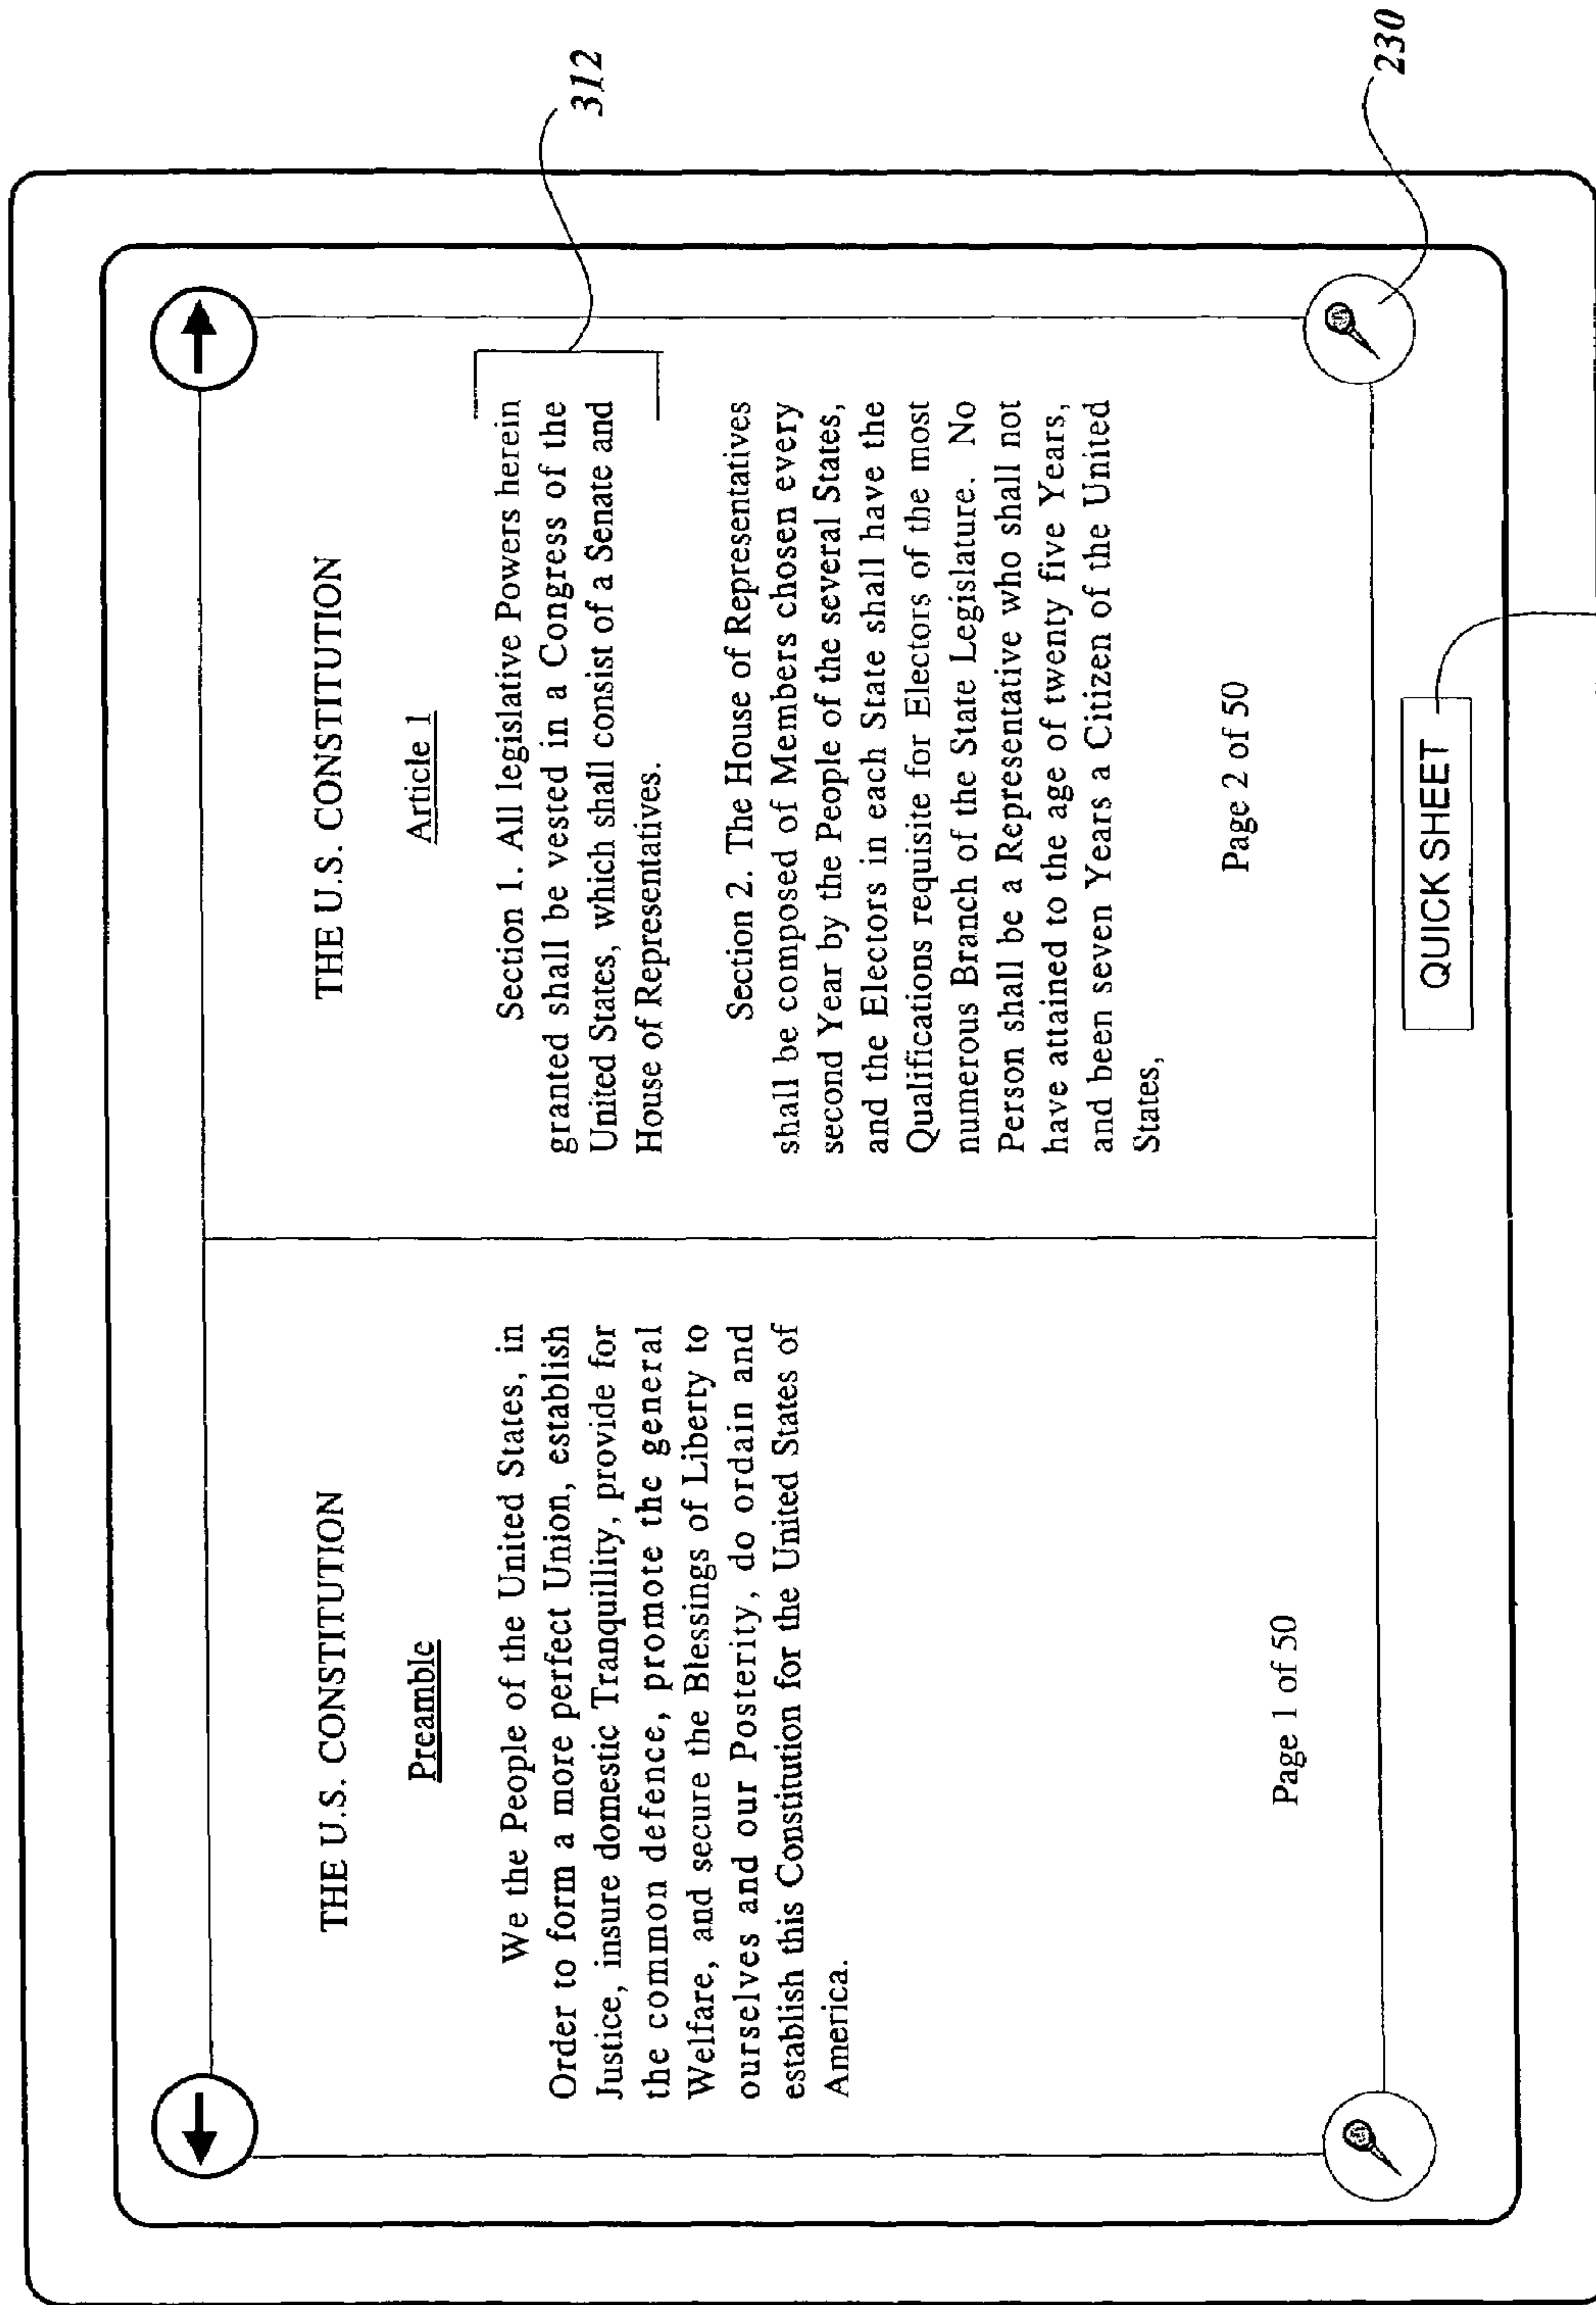 THE U.S. CONSTITUTION
Preamble
We the People of the United States, in
Order to form a more perfect Union, establish
Justice, insure domestic Tranquillity, provide for
the common defence, promote the general
Welfare, and secure the Blessings of Liberty to
ourselves and our Posterity, do ordain and
establish this Constitution for the United States of
America.
Page 1 of 50
THE U.S. CONSTITUTION
Article 1
Section 1. All legislative Powers herein
granted shall be vested in a Congress of the
United States, which shall consist of a Senate and
House of Representatives.
Section 2. The House of Representatives
shall be composed of Members chosen every
second Year by the People of the several States,
and the Electors in each State shall have the
Qualifications requisite for Electors of the most
numerous Branch of the State Legislature. No
Person shall be a Representative who shall not
have attained to the age of twenty five Years,
and been seven Years a Citizen of the United
States,
Page 2 of 50
312
230
QUICK SHEET